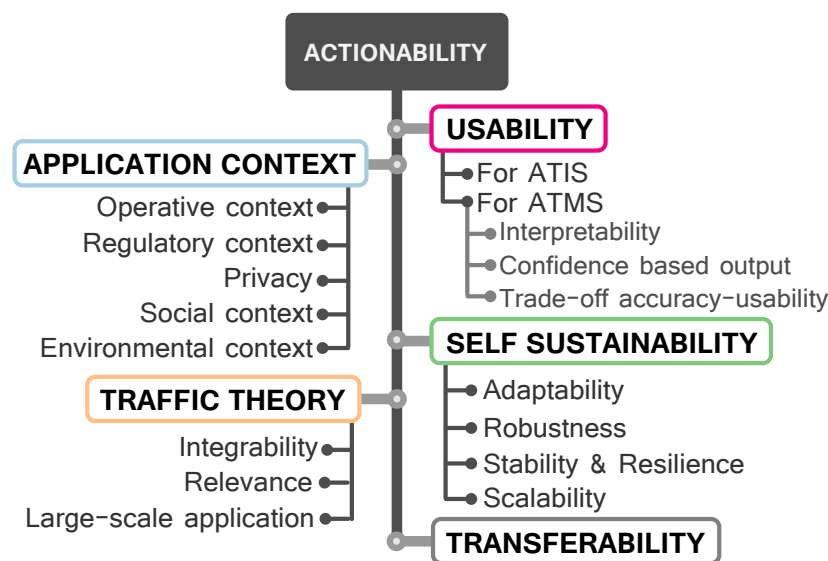 ACTIONABILITY
USABILITY
For ATIS
For ATMS
Interpretability
Confidence based output
Trade-off accuracy-usability
APPLICATION CONTEXT
Operative context
Regulatory context
Privacy
Social context
Environmental context
SELF SUSTAINABILITY
Adaptability
Robustness
Stability & Resilience
Scalability
TRAFFIC THEORY
Integrability
Relevance
Large-scale application
TRANSFERABILITY